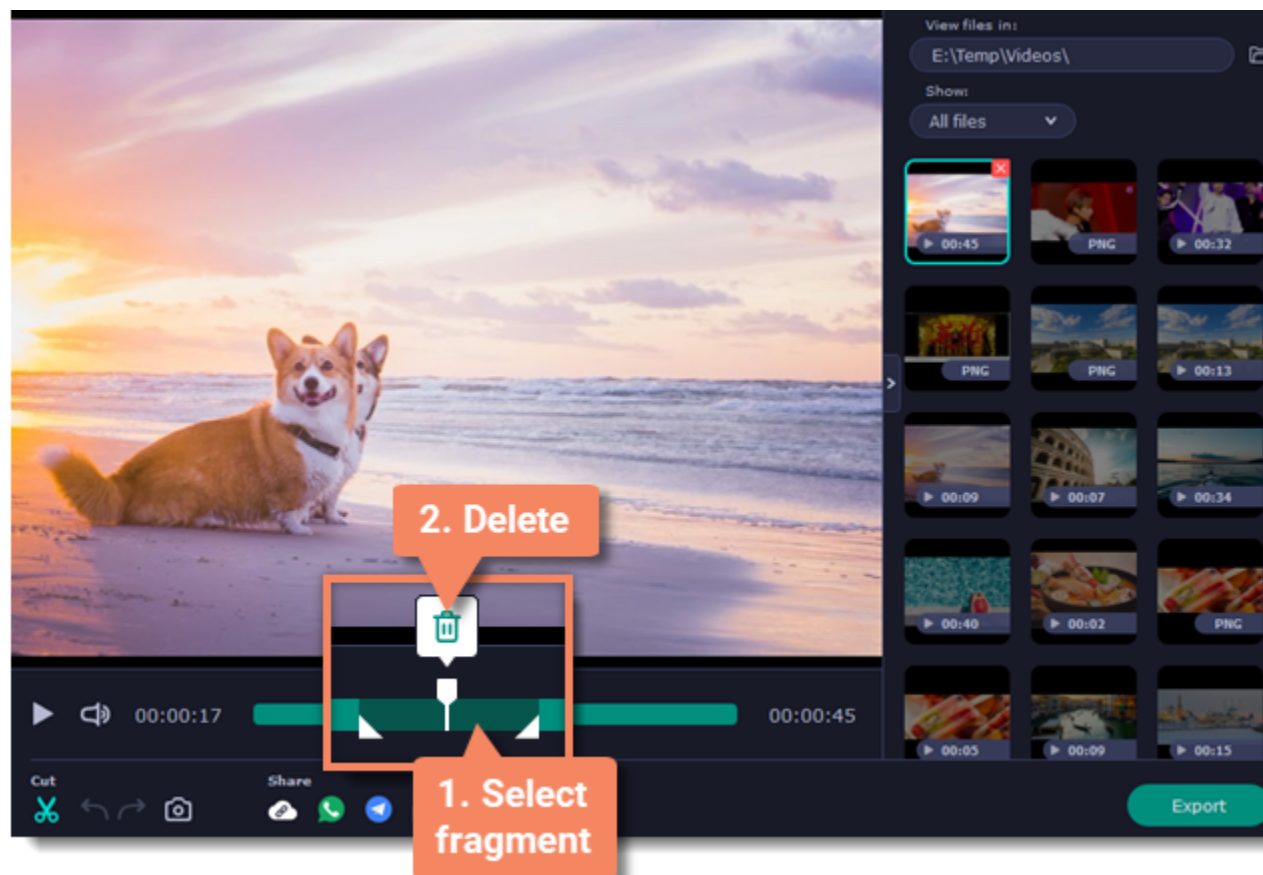 View files in:
E:\Temp\Videos\
Show:
All files
00:45
PNG
00:32
PNG
PNG
00:13
00:09
00:07
00:34
00:40
00:02
PNG
00:05
00:09
00:15
2. Delete
00:00:17
00:00:45
1. Select
fragment
Cut
Share
Export